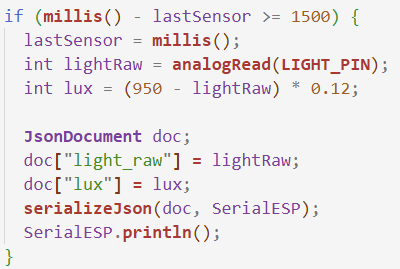 if (millis() - lastSensor >= 1500) {
  lastSensor = millis();
  int lightRaw = analogRead(LIGHT_PIN);
  int lux = (950 - lightRaw) * 0.12;

  JsonDocument doc;
  doc["light_raw"] = lightRaw;
  doc["lux"] = lux;
  serializeJson(doc, SerialESP);
  SerialESP.println();
}